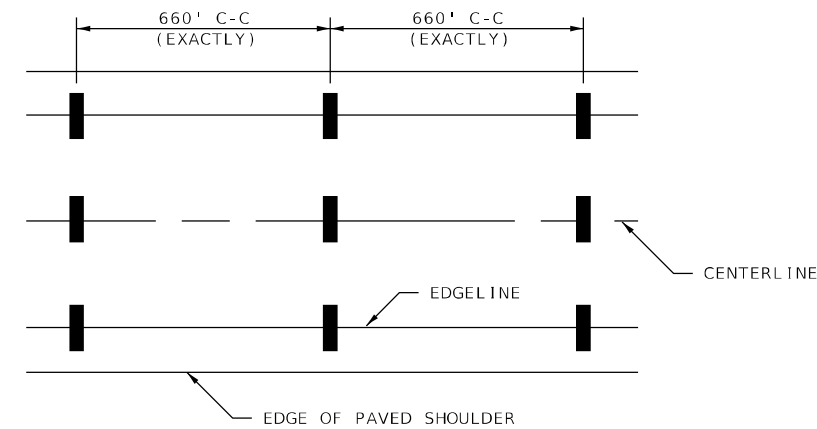 660' C-C
(EXACTLY)
660' C-C
(EXACTLY)
CENTERLINE
EDGELINE
EDGE OF PAVED SHOULDER